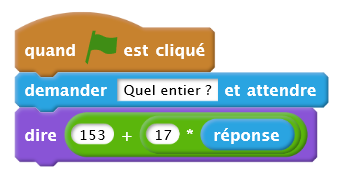 quand est cliqué
demander Quel entier ? et attendre
dire 153 + 17 * réponse